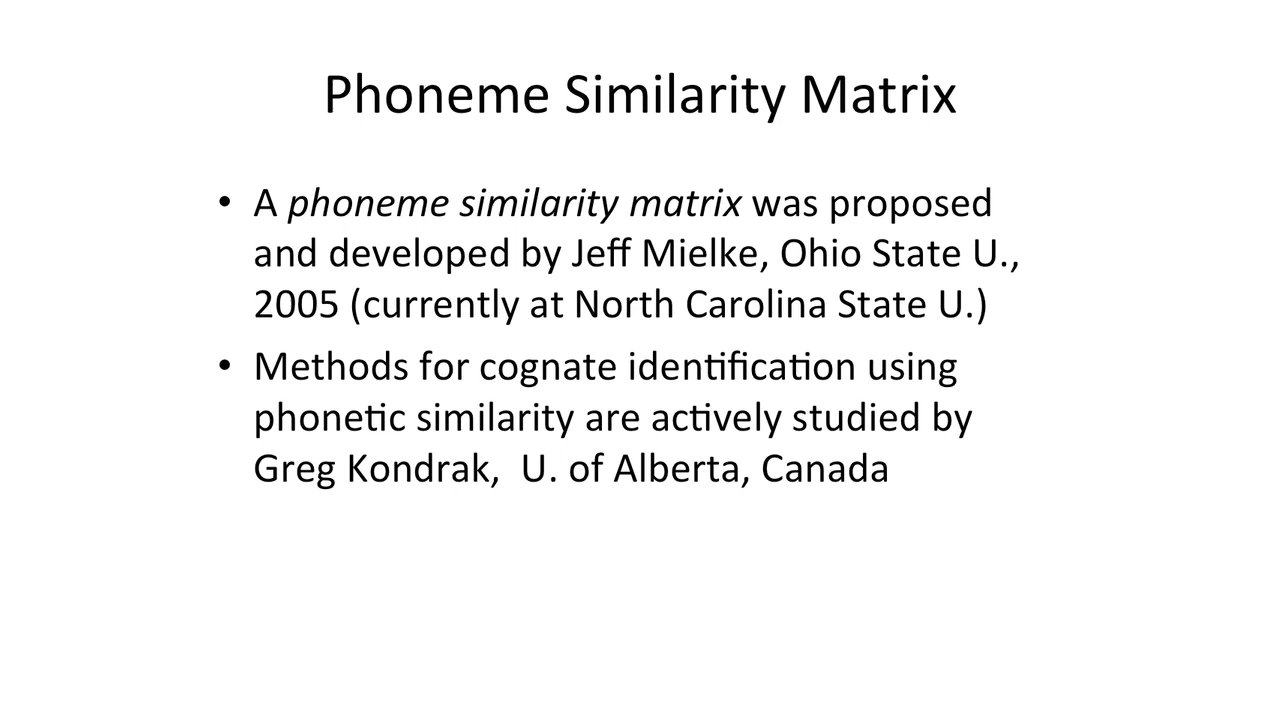 Phoneme Similarity Matrix
• A phoneme similarity matrix was proposed
and developed by Jeff Mielke, Ohio State U.,
2005 (currently at North Carolina State U.)
• Methods for cognate identification using
phonetic similarity are actively studied by
Greg Kondrak,  U. of Alberta, Canada